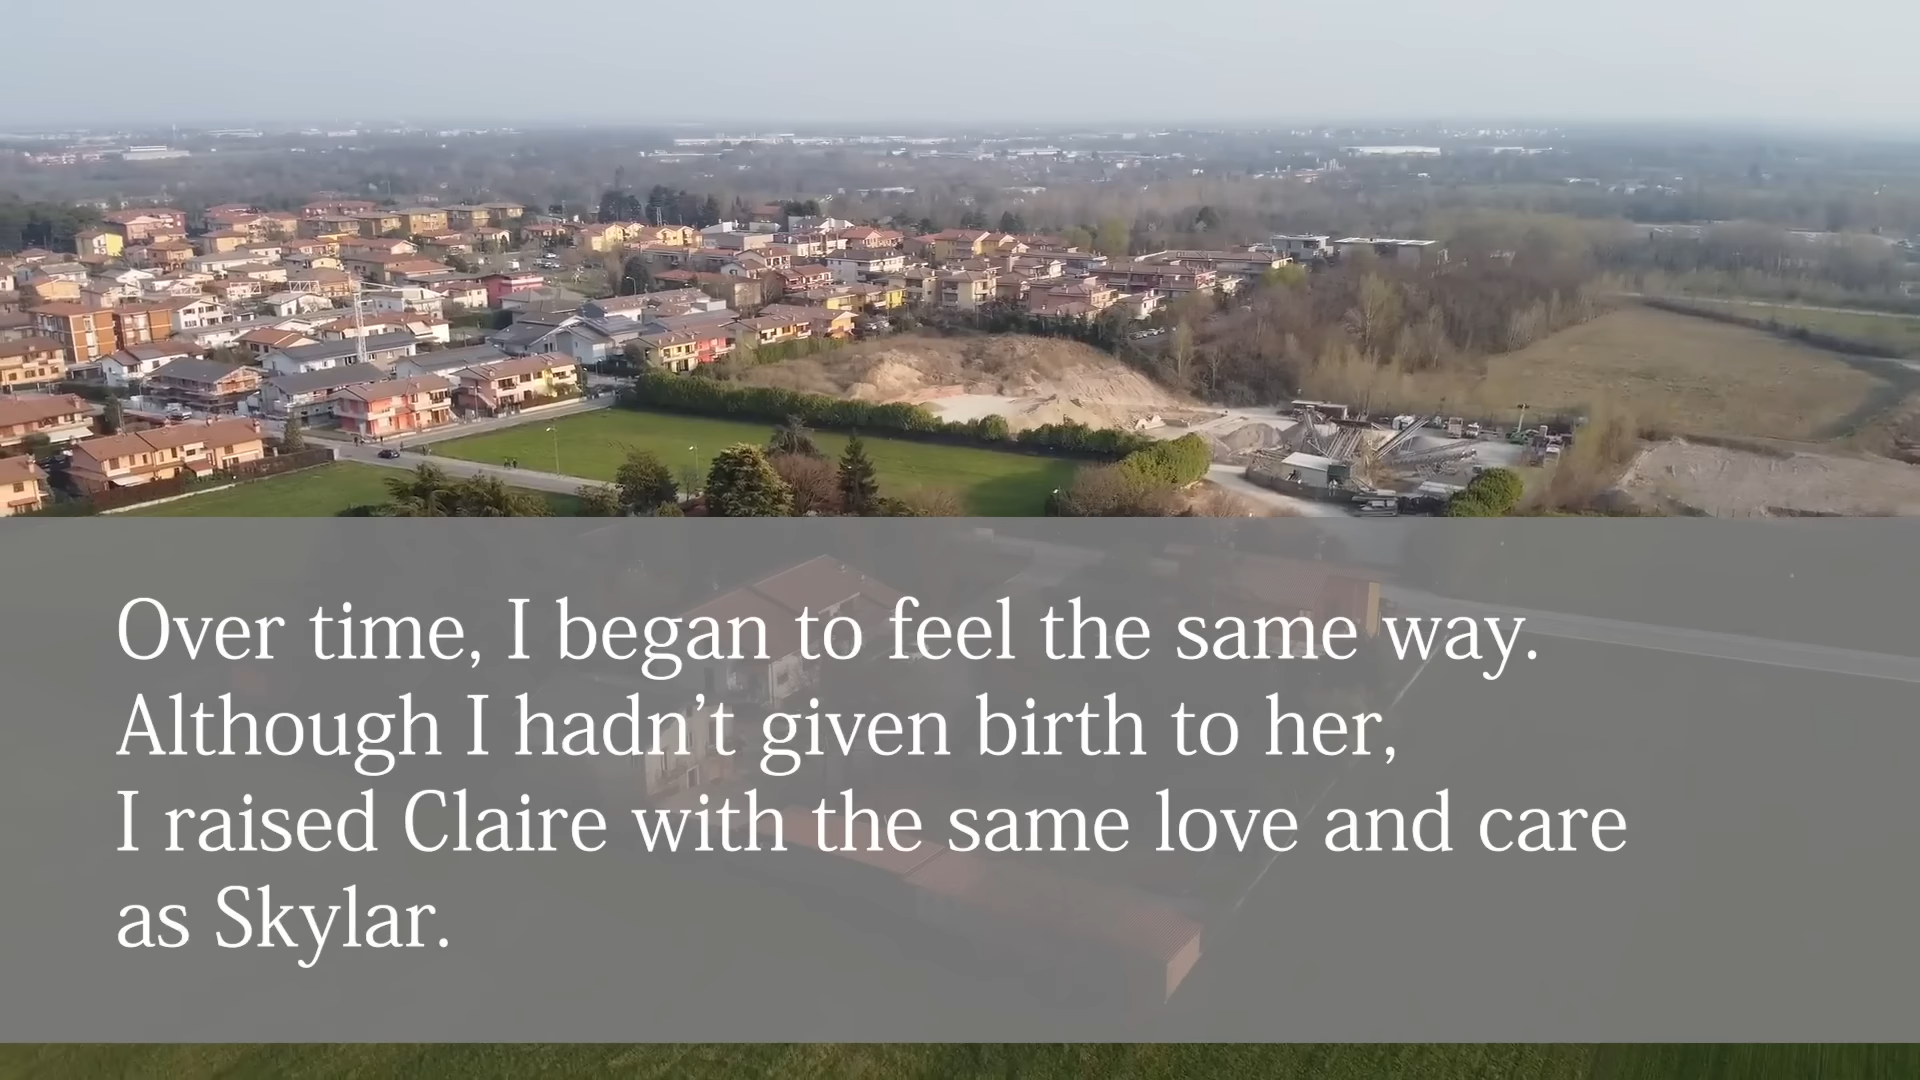 Over time, I began to feel the same way.
Although I hadn’t given birth to her,
I raised Claire with the same love and care
as Skylar.